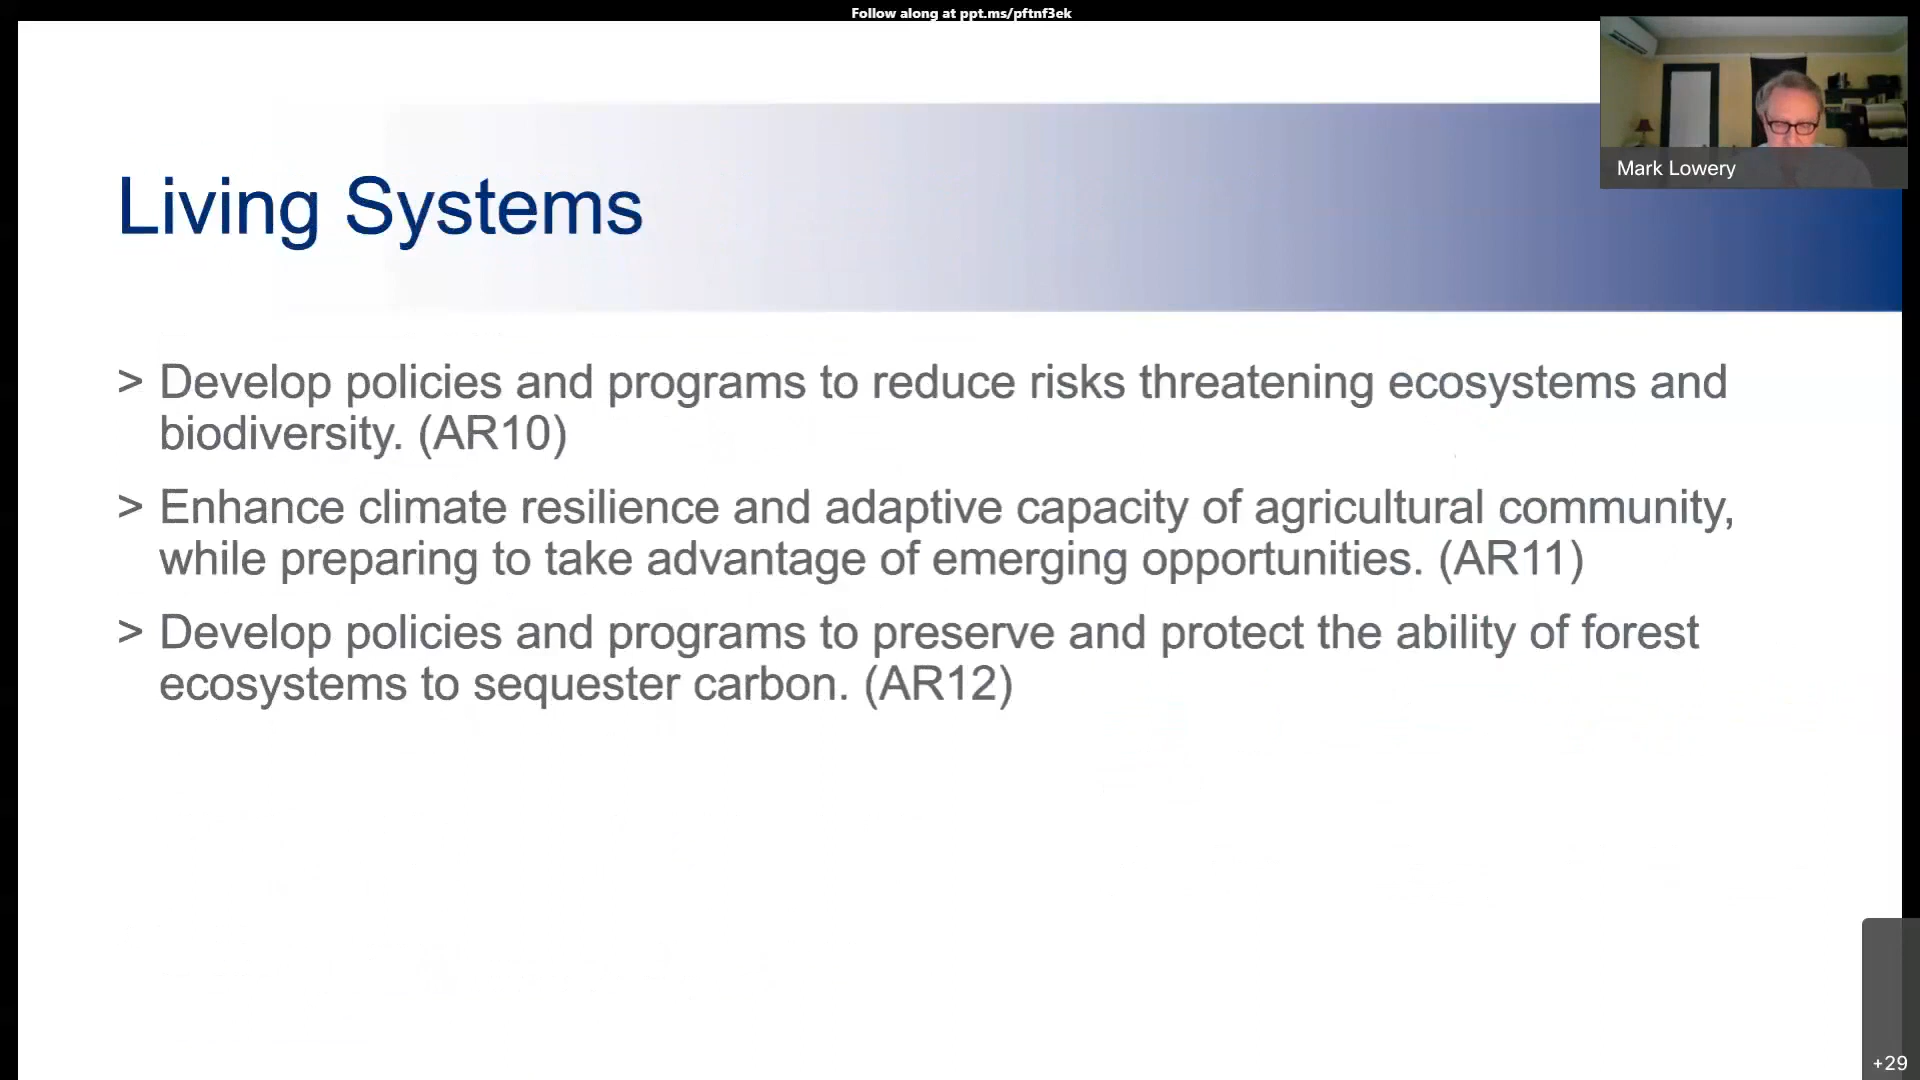 Follow along at ppt.ms/pftnf3ek
Mark Lowery
Living Systems
> Develop policies and programs to reduce risks threatening ecosystems and
biodiversity. (AR10)
> Enhance climate resilience and adaptive capacity of agricultural community,
while preparing to take advantage of emerging opportunities. (AR11)
> Develop policies and programs to preserve and protect the ability of forest
ecosystems to sequester carbon. (AR12)
+29